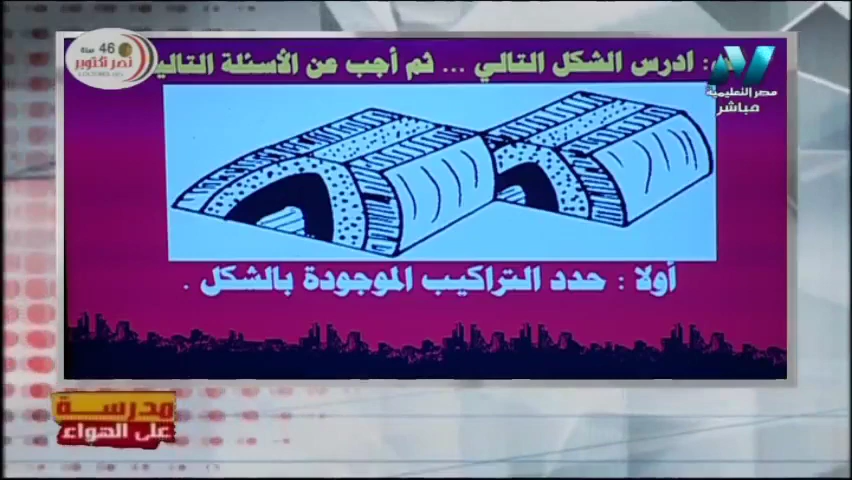 46 سنة
نصر أكتوبر
: ادرس الشكل التالي ... ثم أجب عن الأسئلة التالية
مصر التعليمية
مباشر
أولا : حدد التراكيب الموجودة بالشكل .
مدرسة
على الهواء